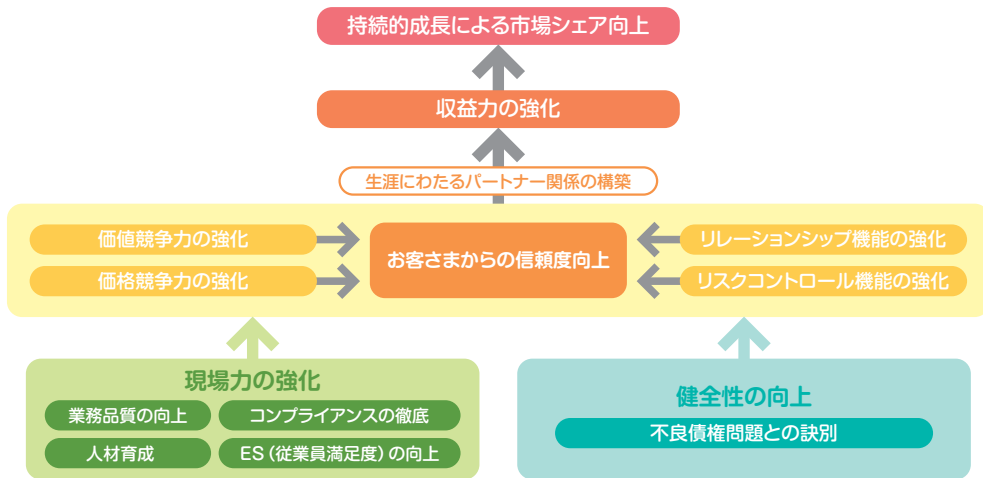 持続的成長による市場シェア向上
収益力の強化
生涯にわたるパートナー関係の構築
価値競争力の強化
価格競争力の強化
お客さまからの信頼度向上
リレーションシップ機能の強化
リスクコントロール機能の強化
現場力の強化
業務品質の向上
コンプライアンスの徹底
人材育成
ES（従業員満足度）の向上
健全性の向上
不良債権問題との訣別